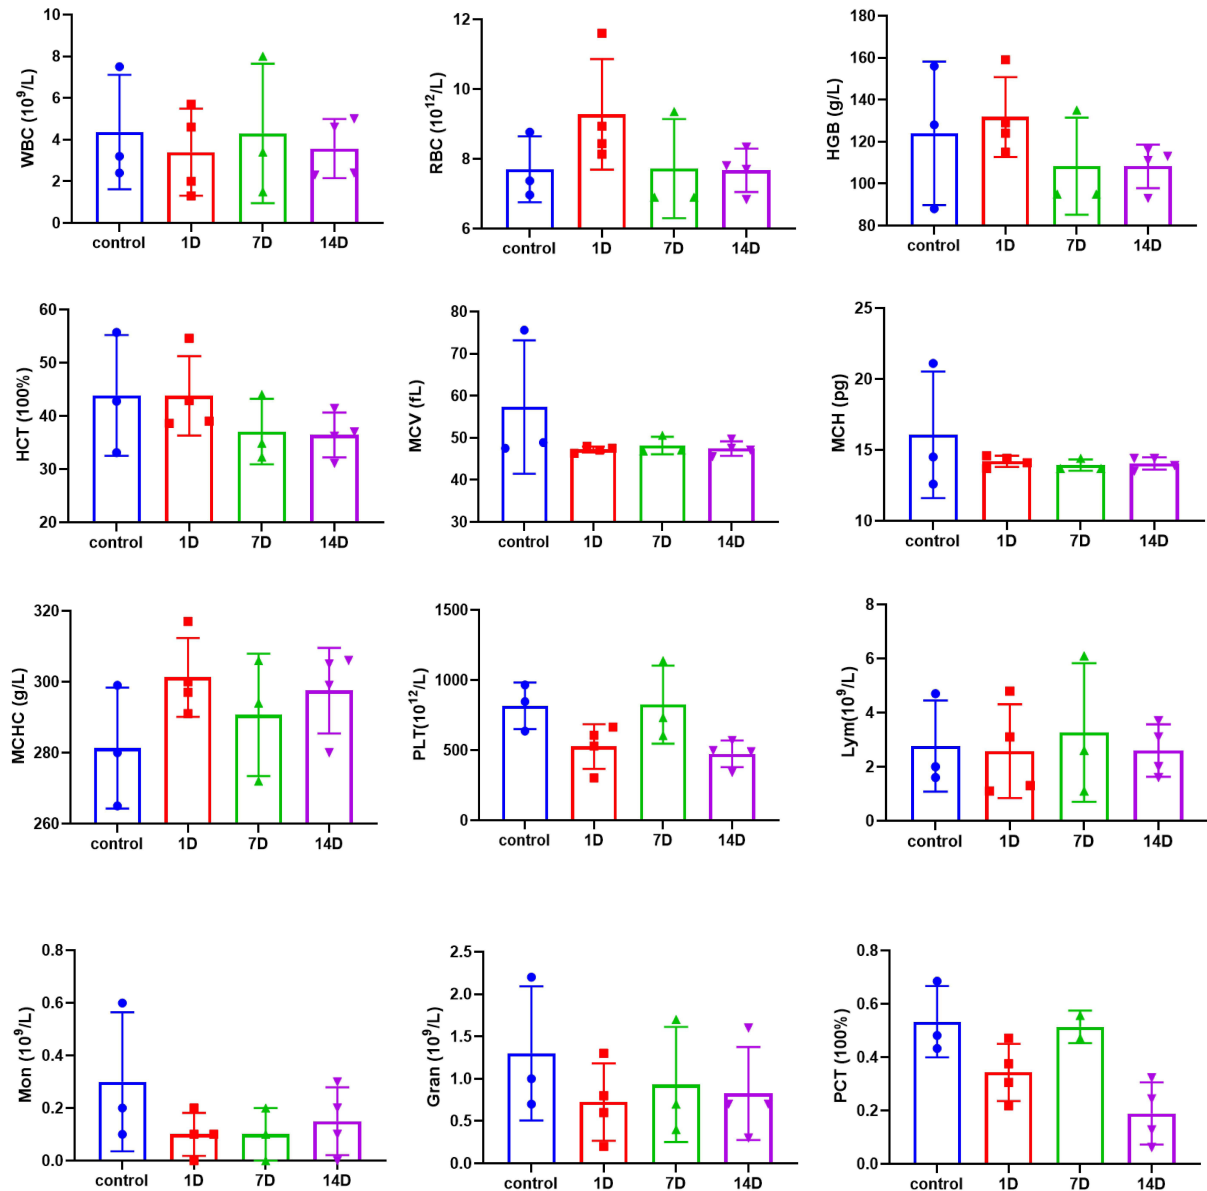 WBC (10⁹/L)
10
8
6
4
2
0
control 1D 7D 14D
RBC (10¹²/L)
12
10
8
6
control 1D 7D 14D
HGB (g/L)
180
160
140
120
100
80
control 1D 7D 14D
HCT (100%)
60
50
40
30
20
control 1D 7D 14D
MCV (fL)
80
70
60
50
40
30
control 1D 7D 14D
MCH (pg)
25
20
15
10
control 1D 7D 14D
MCHC (g/L)
320
300
280
260
control 1D 7D 14D
PLT(10¹²/L)
1500
1000
500
0
control 1D 7D 14D
Lym(10⁹/L)
8
6
4
2
0
control 1D 7D 14D
Mon (10⁹/L)
0.8
0.6
0.4
0.2
0.0
control 1D 7D 14D
Gran (10⁹/L)
2.5
2.0
1.5
1.0
0.5
0.0
control 1D 7D 14D
PCT (100%)
0.8
0.6
0.4
0.2
0.0
control 1D 7D 14D